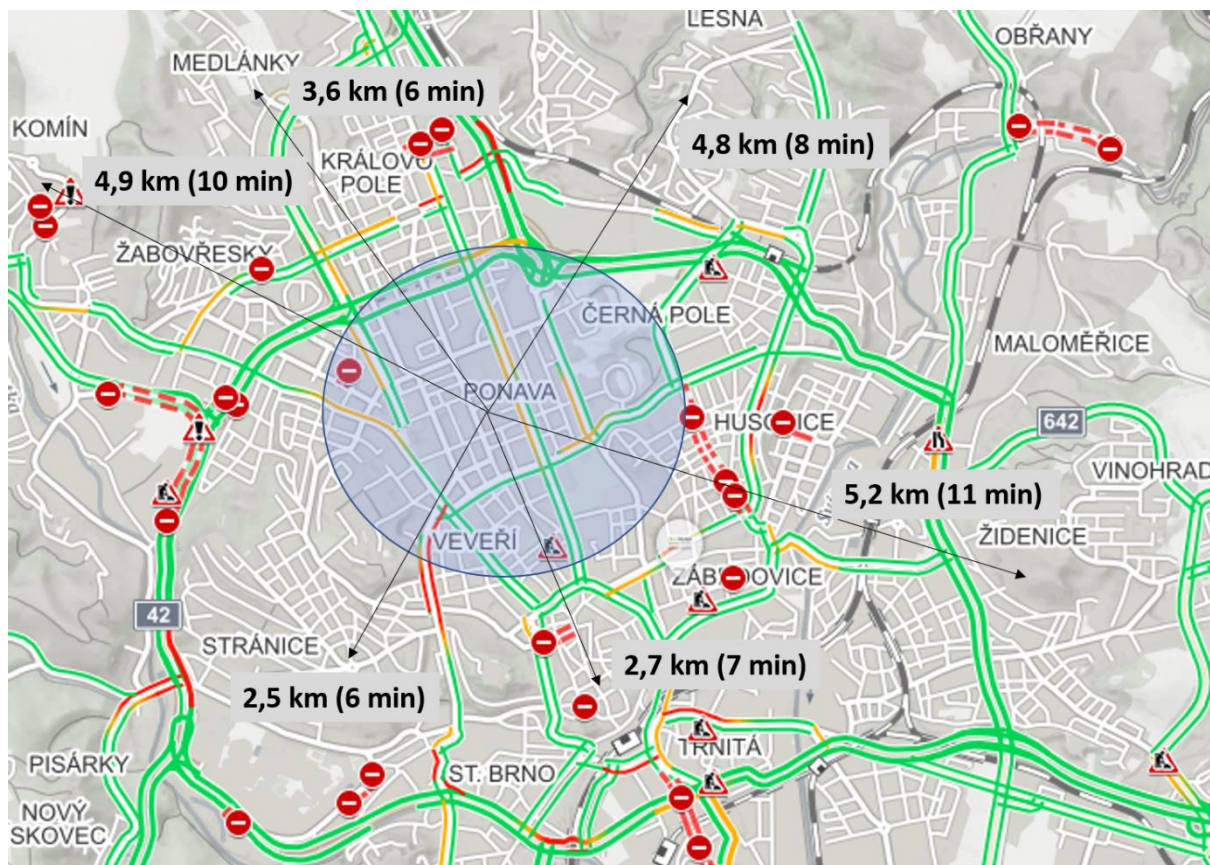 LESNÁ
OBŘANY
MEDLÁNKY
3,6 km (6 min)
KOMÍN
4,8 km (8 min)
KRÁLOVO
POLE
4,9 km (10 min)
ŽABOVŘESKY
ČERNÁ POLE
MALOMĚŘICE
PONAVA
HUSOVICE
642
VINOHRAD
5,2 km (11 min)
ŽIDENICE
VEVEŘÍ
ZÁBRDOVICE
42
STRÁNICE
2,7 km (7 min)
2,5 km (6 min)
TRNITÁ
PISÁRKY
ST. BRNO
NOVÝ
SKOVEC